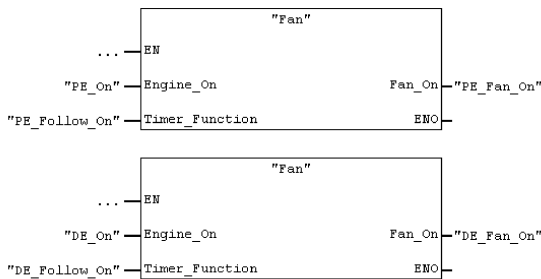 "Fan"
... EN
"PE_On" Engine_On Fan_On "PE_Fan_On"
"PE_Follow_On" Timer_Function ENO
"Fan"
... EN
"DE_On" Engine_On Fan_On "DE_Fan_On"
"DE_Follow_On" Timer_Function ENO